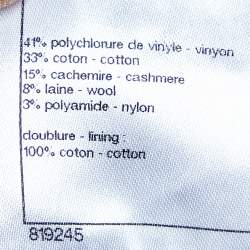 41% polychlorure de vinyle - vinyon
33% coton - cotton
15% cachemire - cashmere
8% laine - wool
3% polyamide - nylon
doublure - lining :
100% coton - cotton
819245